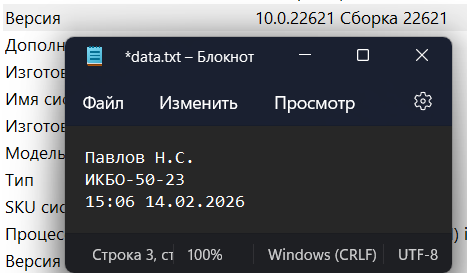 Версия 10.0.22621 Сборка 22621
Изготов
Имя сис
Изготов
Модель
Тип
SKU сис
Процес
Версия
*data.txt – Блокнот
Файл Изменить Просмотр
Павлов Н.С.
ИКБО-50-23
15:06 14.02.2026
Строка 3, ст 100% Windows (CRLF) UTF-8